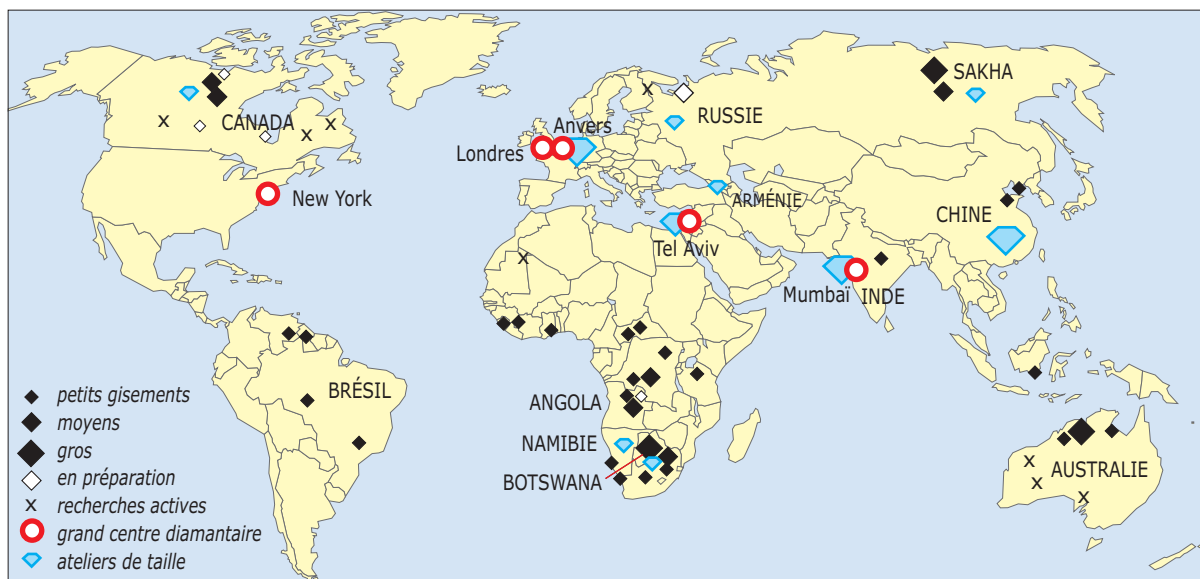 SAKHA
CANADA
RUSSIE
Anvers
Londres
New York
ARMÉNIE
CHINE
Tel Aviv
Mumbaï
INDE
BRÉSIL
ANGOLA
NAMIBIE
BOTSWANA
AUSTRALIE
petits gisements
moyens
gros
en préparation
x recherches actives
grand centre diamantaire
ateliers de taille